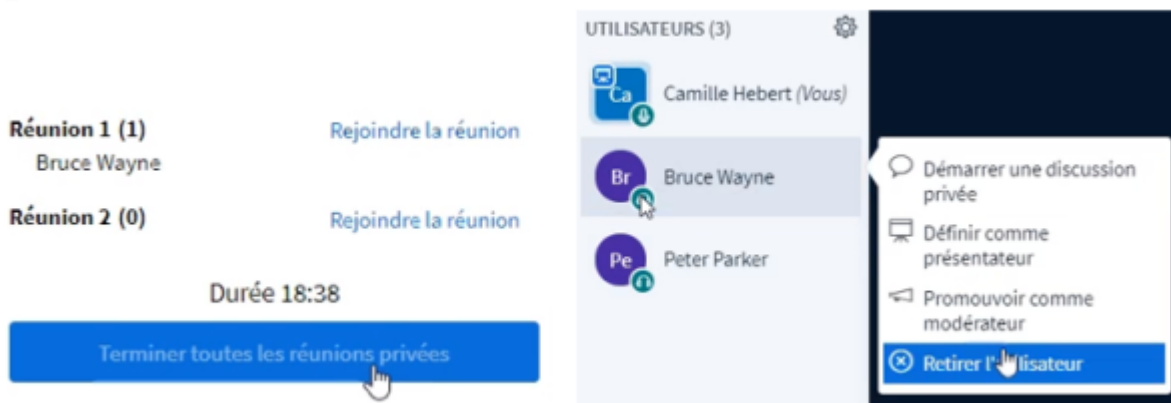 Réunion 1 (1)
Rejoindre la réunion
Bruce Wayne
Réunion 2 (0)
Rejoindre la réunion
Durée 18:38
Terminer toutes les réunions privées
UTILISATEURS (3)
Ca
Camille Hebert (Vous)
Br
Bruce Wayne
Pe
Peter Parker
Démarrer une discussion
privée
Définir comme
présentateur
Promouvoir comme
modérateur
Retirer l'utilisateur